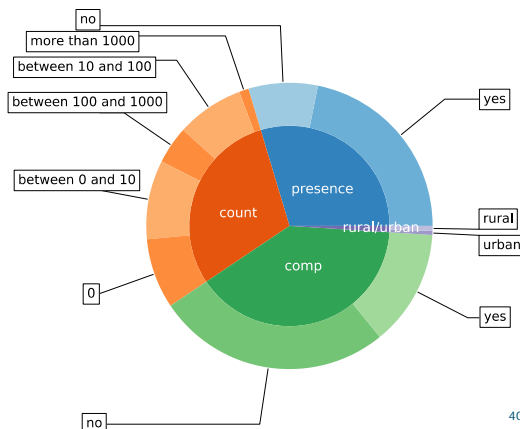 no
more than 1000
between 10 and 100
between 100 and 1000
yes
presence
between 0 and 10
count
rural/urban
rural
urban
comp
0
yes
no
40